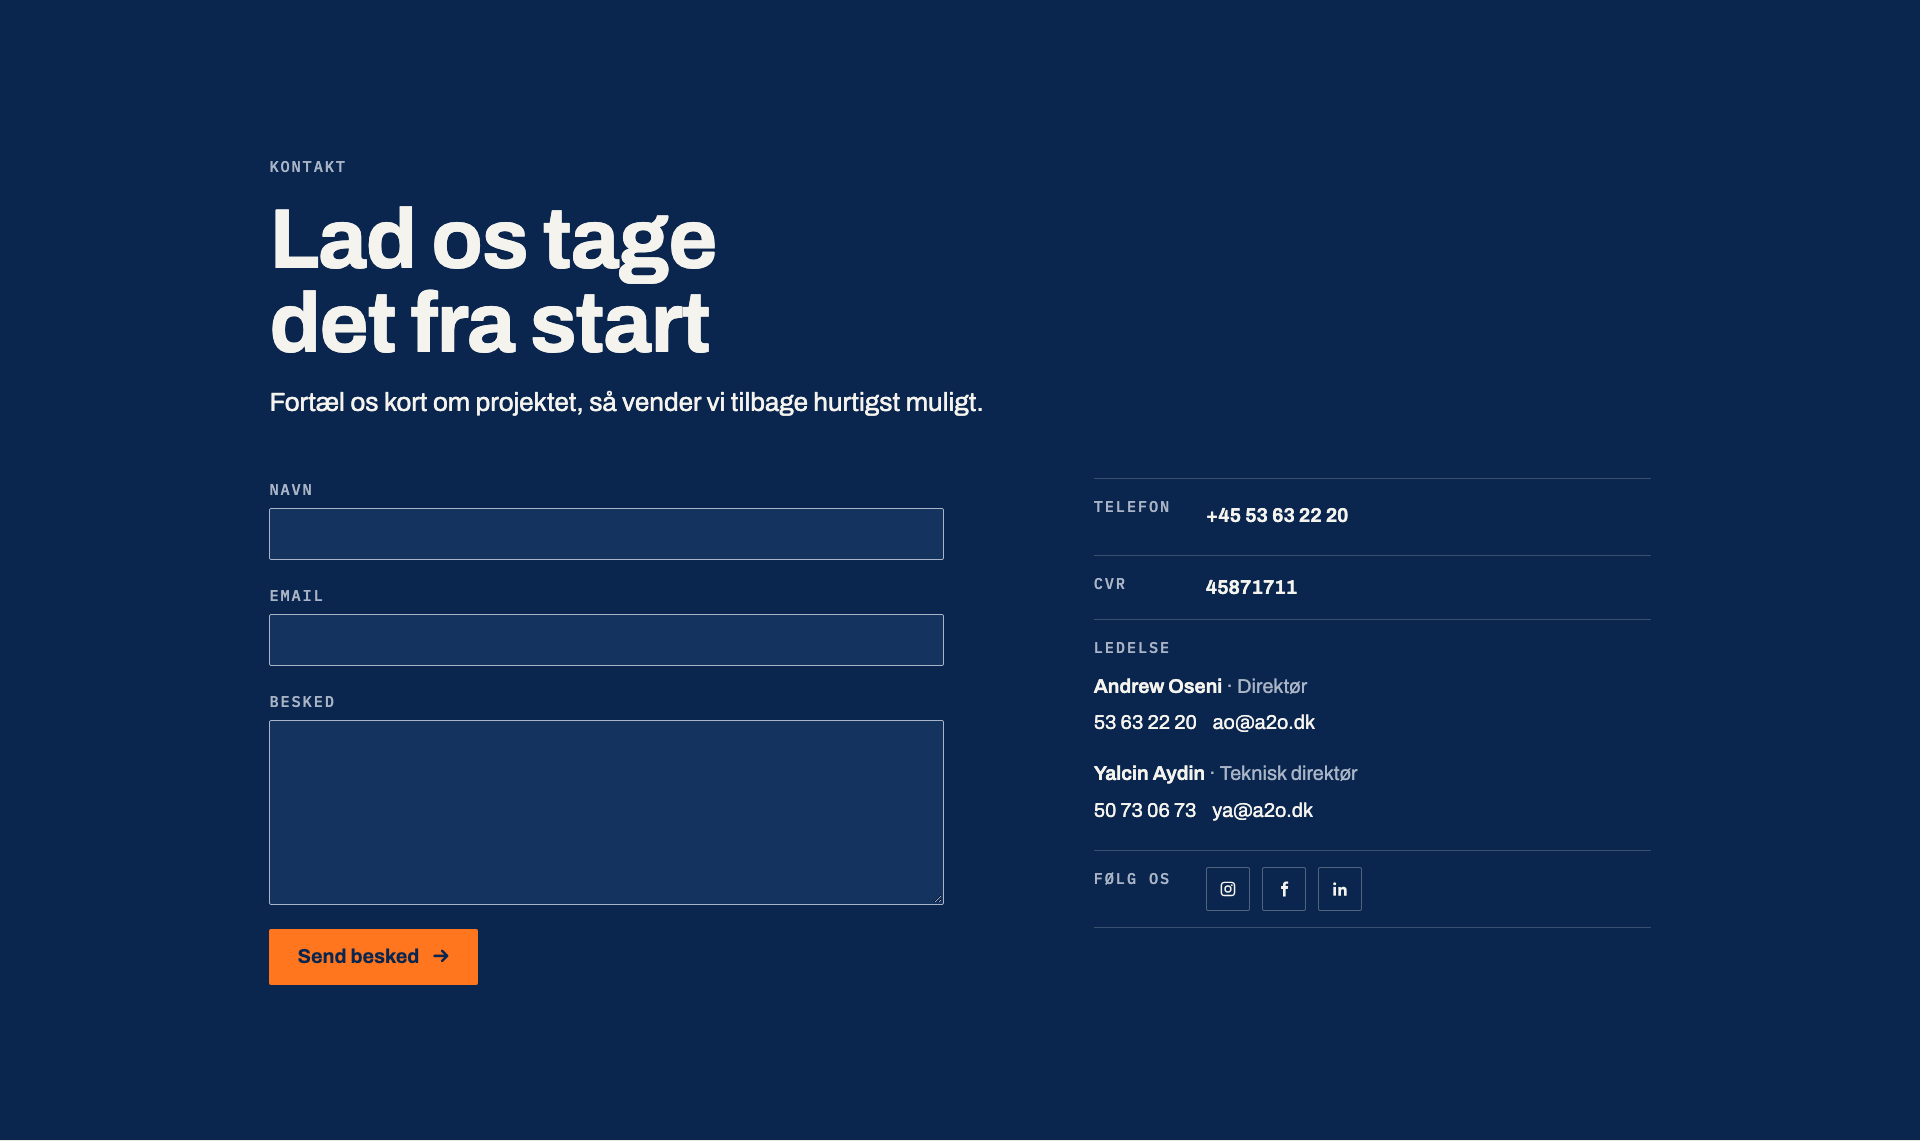 KONTAKT
Lad os tage
det fra start
Fortæl os kort om projektet, så vender vi tilbage hurtigst muligt.
NAVN
EMAIL
BESKED
Send besked →
TELEFON +45 53 63 22 20
CVR 45871711
LEDELSE
Andrew Oseni · Direktør
53 63 22 20 ao@a2o.dk
Yalcin Aydin · Teknisk direktør
50 73 06 73 ya@a2o.dk
FØLG OS